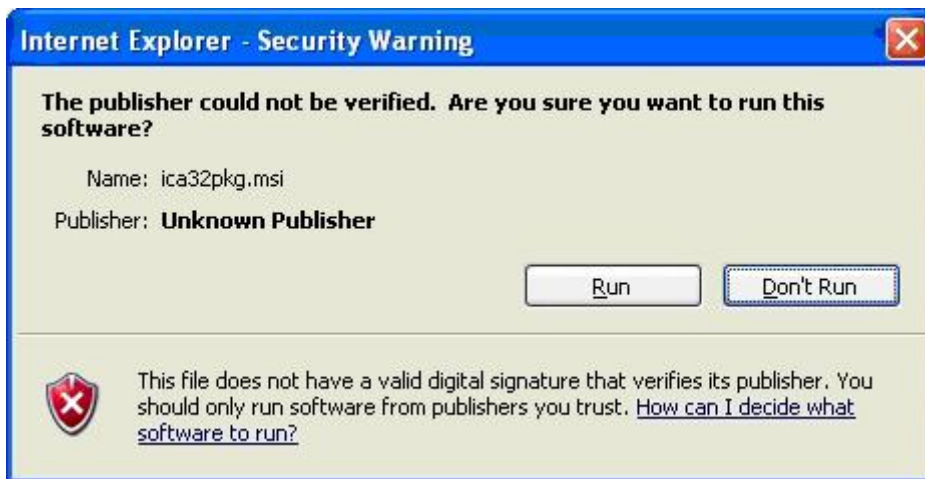 Internet Explorer - Security Warning
The publisher could not be verified.  Are you sure you want to run this
software?
Name: ica32pkg.msi
Publisher: Unknown Publisher
Run
Don't Run
This file does not have a valid digital signature that verifies its publisher. You
should only run software from publishers you trust. How can I decide what
software to run?